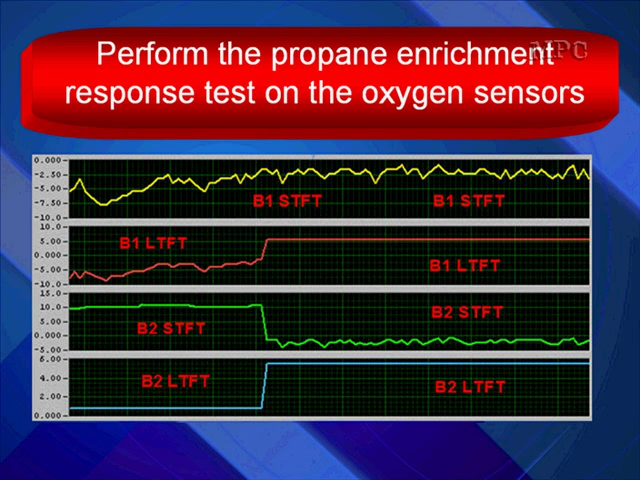 Perform the propane enrichment
response test on the oxygen sensors
MPC
0.000
-2.50
-5.00
-7.50
-10.0
B1 STFT B1 STFT
10.0
5.00
0.000
-5.00
-10.0
B1 LTFT
B1 LTFT
15.0
10.0
5.00
0.000
-5.00
B2 STFT
B2 STFT
6.00
4.00
2.00
0.000
B2 LTFT
B2 LTFT